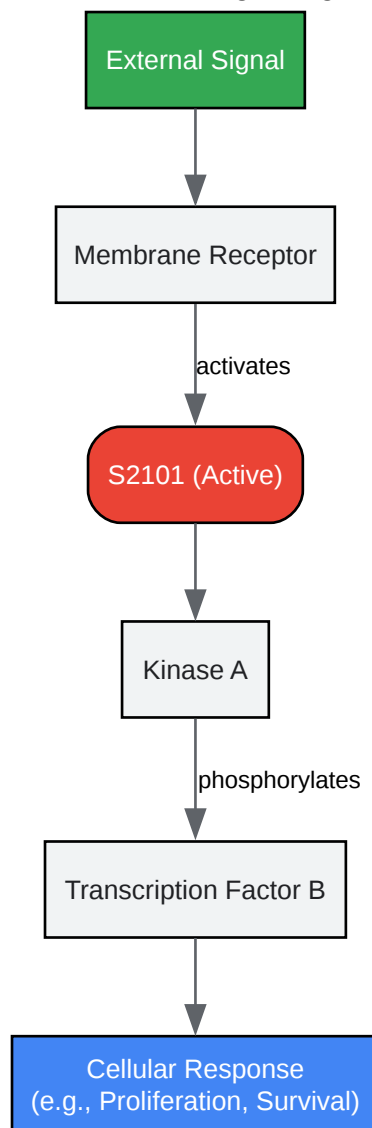 External Signal
Membrane Receptor
activates
S2101 (Active)
Kinase A
phosphorylates
Transcription Factor B
Cellular Response
(e.g., Proliferation, Survival)